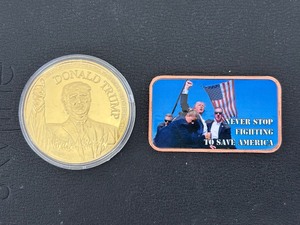 DONALD TRUMP
NEVER STOP
FIGHTING
TO SAVE AMERICA